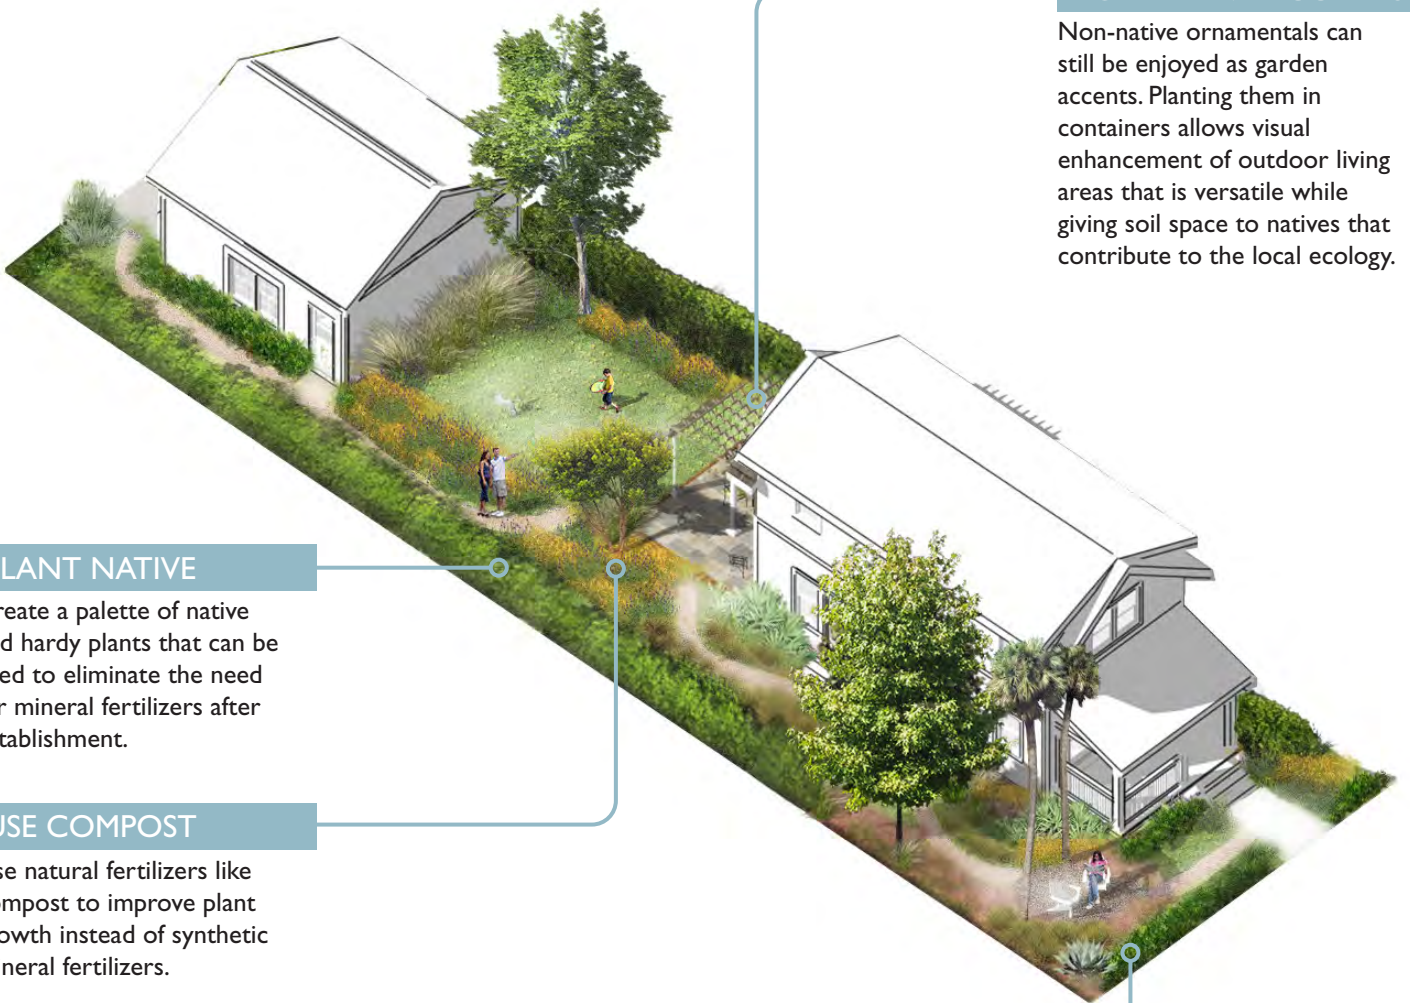 Non-native ornamentals can
still be enjoyed as garden
accents. Planting them in
containers allows visual
enhancement of outdoor living
areas that is versatile while
giving soil space to natives that
contribute to the local ecology.
LANT NATIVE
reate a palette of native
d hardy plants that can be
ed to eliminate the need
r mineral fertilizers after
tablishment.
USE COMPOST
se natural fertilizers like
ompost to improve plant
owth instead of synthetic
neral fertilizers.